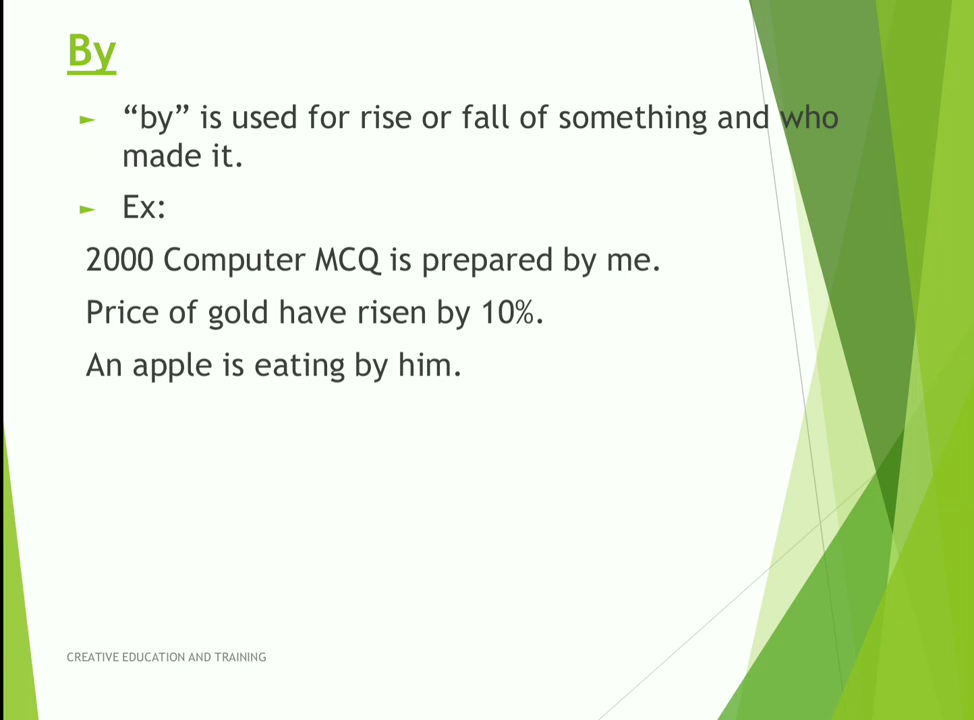 By
► “by” is used for rise or fall of something and who
made it.
► Ex:
2000 Computer MCQ is prepared by me.
Price of gold have risen by 10%.
An apple is eating by him.
CREATIVE EDUCATION AND TRAINING